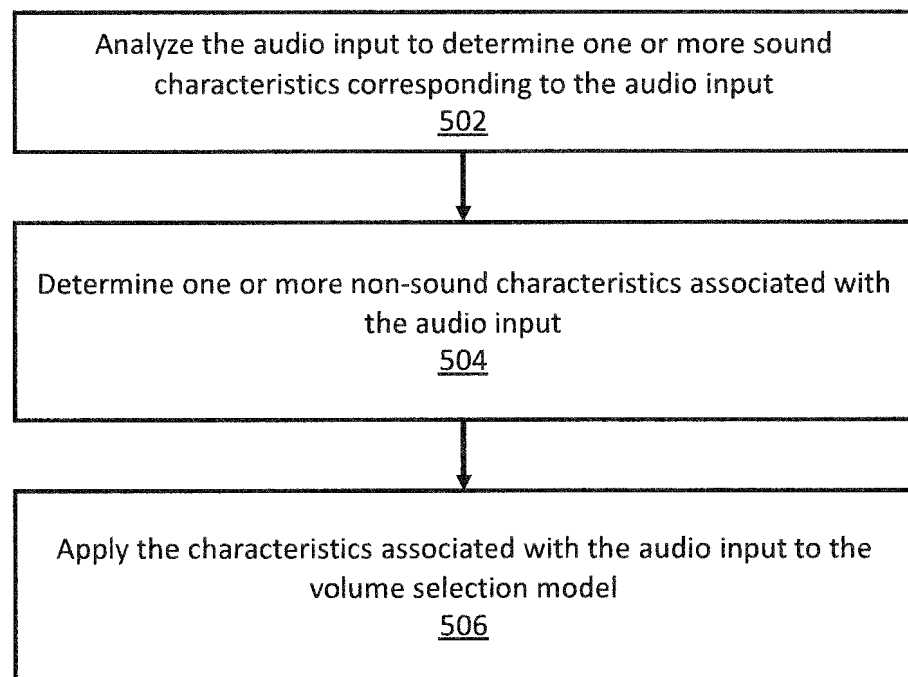 Analyze the audio input to determine one or more sound
characteristics corresponding to the audio input
502
Determine one or more non-sound characteristics associated with
the audio input
504
Apply the characteristics associated with the audio input to the
volume selection model
506